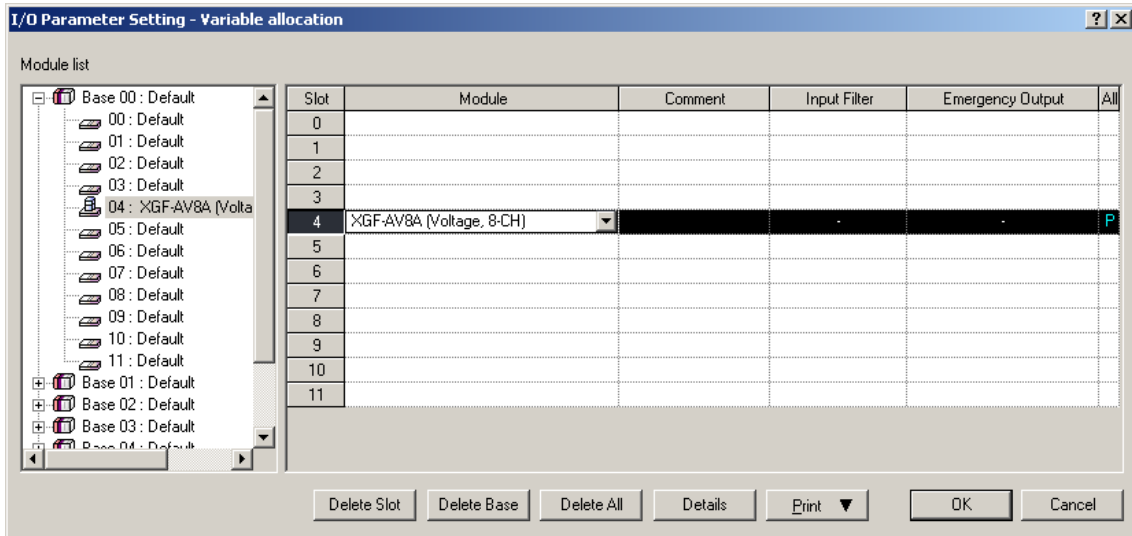 I/O Parameter Setting - Variable allocation
Module list
Base 00 : Default
00 : Default
01 : Default
02 : Default
03 : Default
04 : XGF-AV8A (Volta
05 : Default
06 : Default
07 : Default
08 : Default
09 : Default
10 : Default
11 : Default
Base 01 : Default
Base 02 : Default
Base 03 : Default
Base 04 : Default
Slot Module Comment Input Filter Emergency Output All
0
1
2
3
4 XGF-AV8A (Voltage, 8-CH) - - P
5
6
7
8
9
10
11
Delete Slot Delete Base Delete All Details Print ▼ OK Cancel